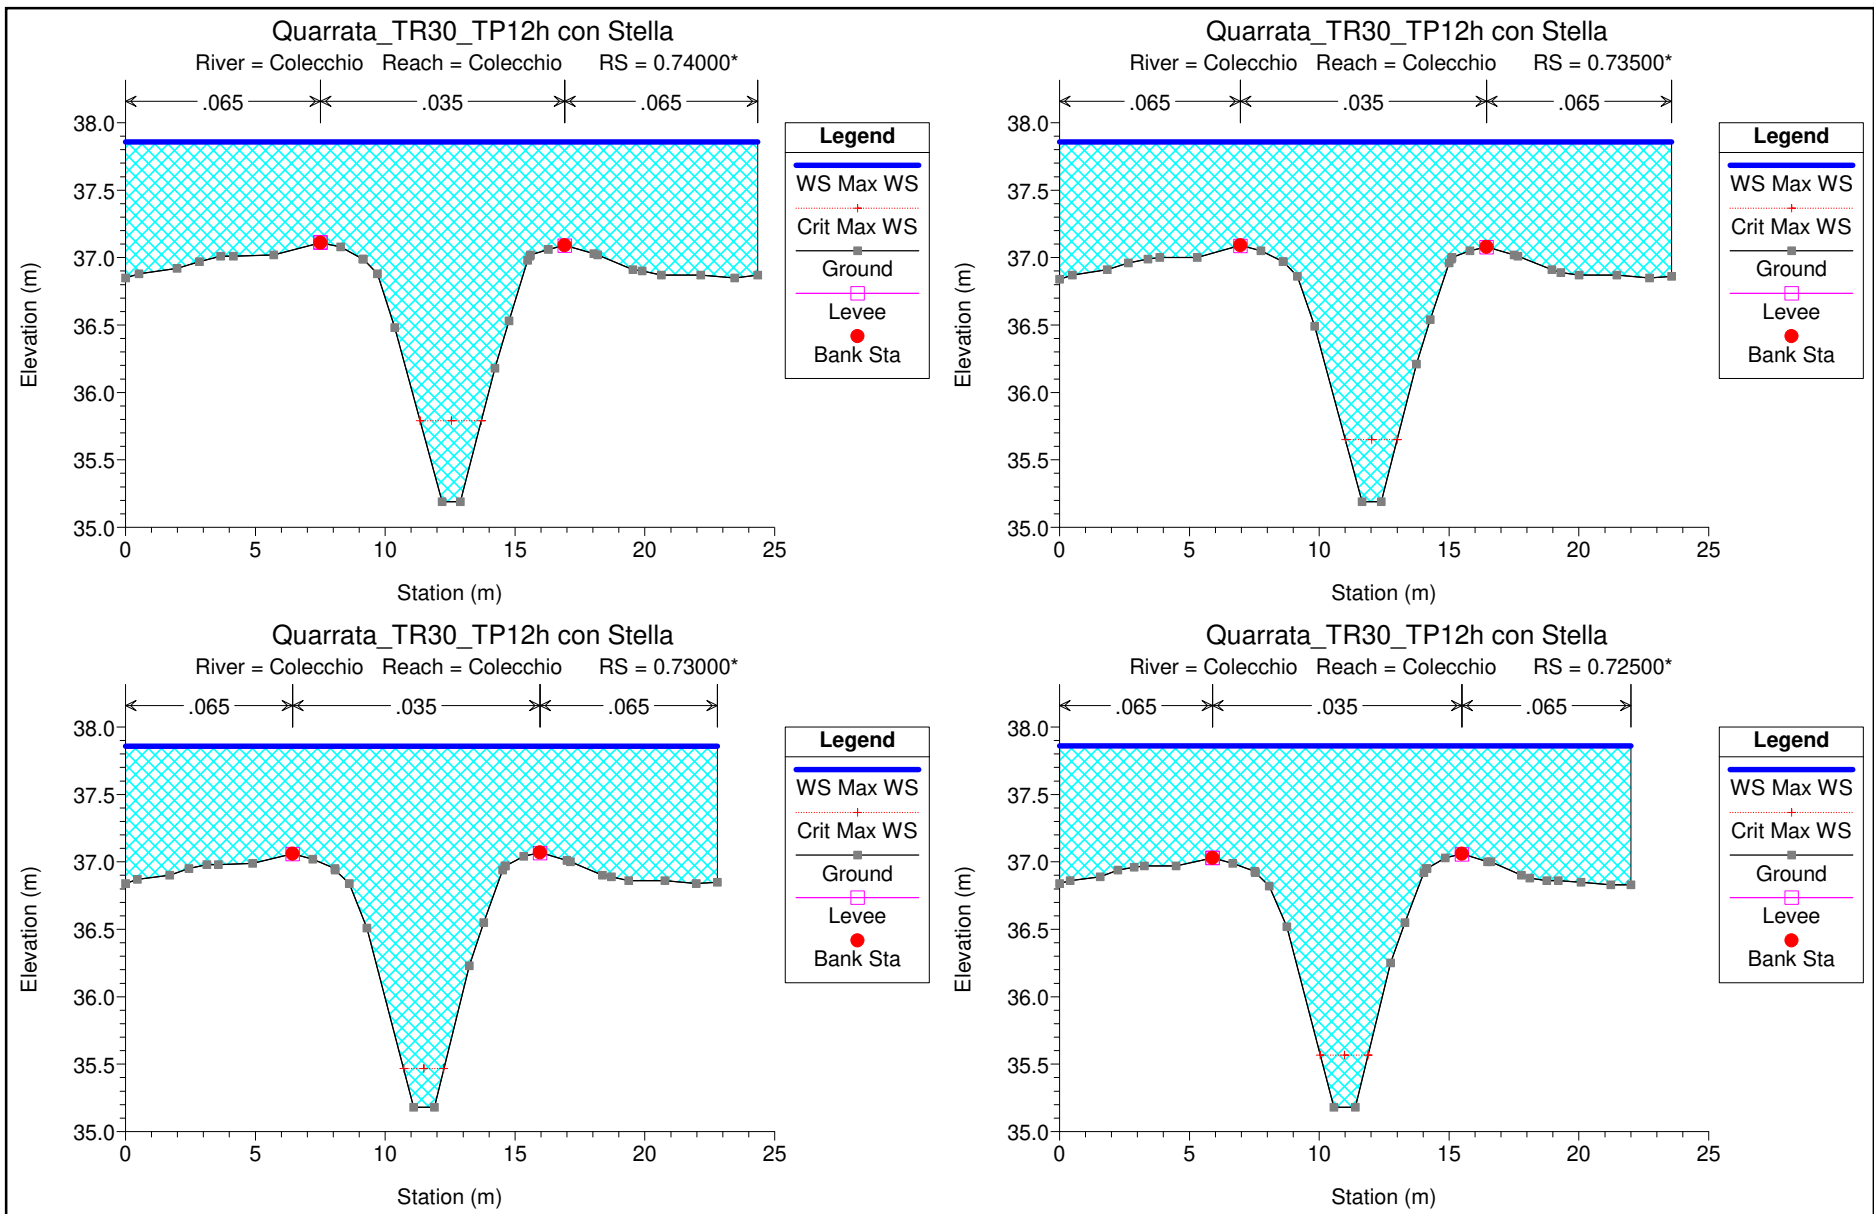 Quarrata_TR30_TP12h con Stella
River = Colecchio Reach = Colecchio RS = 0.74000*
.065 .035 .065
38.0
37.5
37.0
36.5
36.0
35.5
35.0
Elevation (m)
0 5 10 15 20 25
Station (m)
Legend
WS Max WS
Crit Max WS
Ground
Levee
Bank Sta
Quarrata_TR30_TP12h con Stella
River = Colecchio Reach = Colecchio RS = 0.73500*
.065 .035 .065
38.0
37.5
37.0
36.5
36.0
35.5
35.0
Elevation (m)
0 5 10 15 20 25
Station (m)
Legend
WS Max WS
Crit Max WS
Ground
Levee
Bank Sta
Quarrata_TR30_TP12h con Stella
River = Colecchio Reach = Colecchio RS = 0.73000*
.065 .035 .065
38.0
37.5
37.0
36.5
36.0
35.5
35.0
Elevation (m)
0 5 10 15 20 25
Station (m)
Legend
WS Max WS
Crit Max WS
Ground
Levee
Bank Sta
Quarrata_TR30_TP12h con Stella
River = Colecchio Reach = Colecchio RS = 0.72500*
.065 .035 .065
38.0
37.5
37.0
36.5
36.0
35.5
35.0
Elevation (m)
0 5 10 15 20 25
Station (m)
Legend
WS Max WS
Crit Max WS
Ground
Levee
Bank Sta